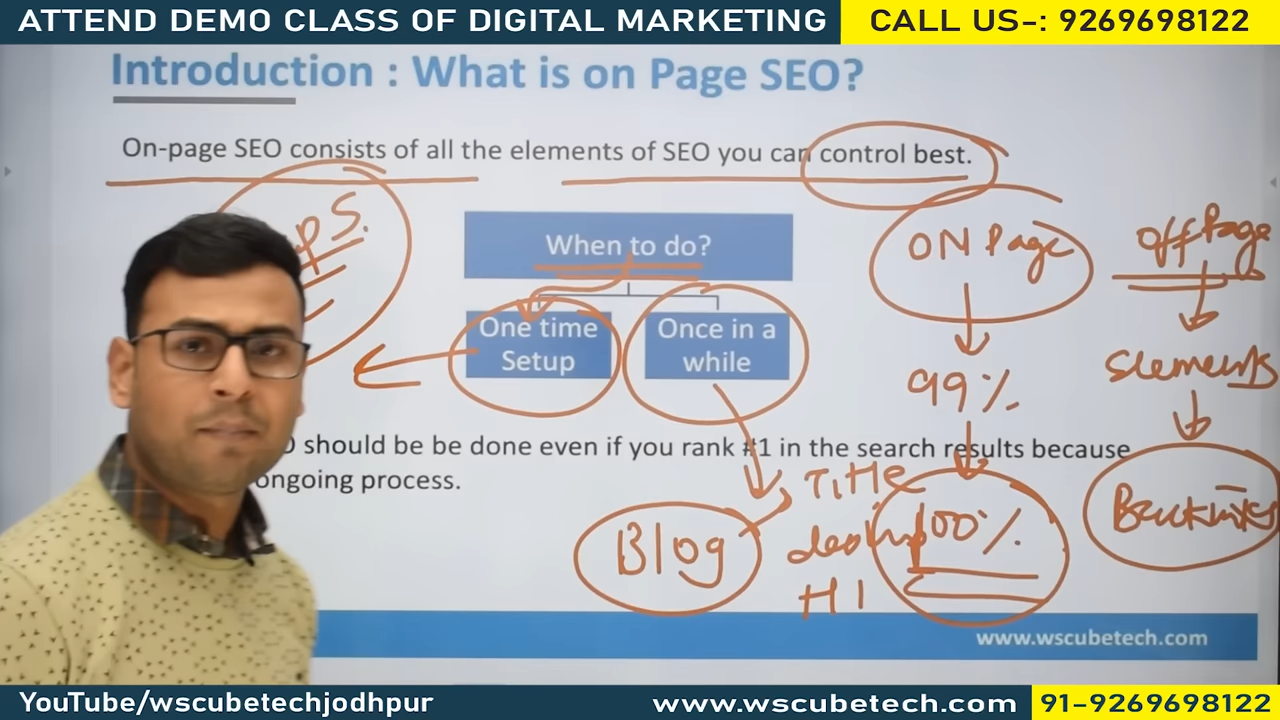 ATTEND DEMO CLASS OF DIGITAL MARKETING
CALL US-: 9269698122
Introduction : What is on Page SEO?
On-page SEO consists of all the elements of SEO you can control best.
When to do?
One time
Setup
Once in a
while
ON Page
99%
100%
Off Page
Elements
Backlinks
should be be done even if you rank #1 in the search results because
ongoing process.
Blog
Title
H1
www.wscubetech.com
YouTube/wscubetechjodhpur
www.wscubetech.com
91-9269698122